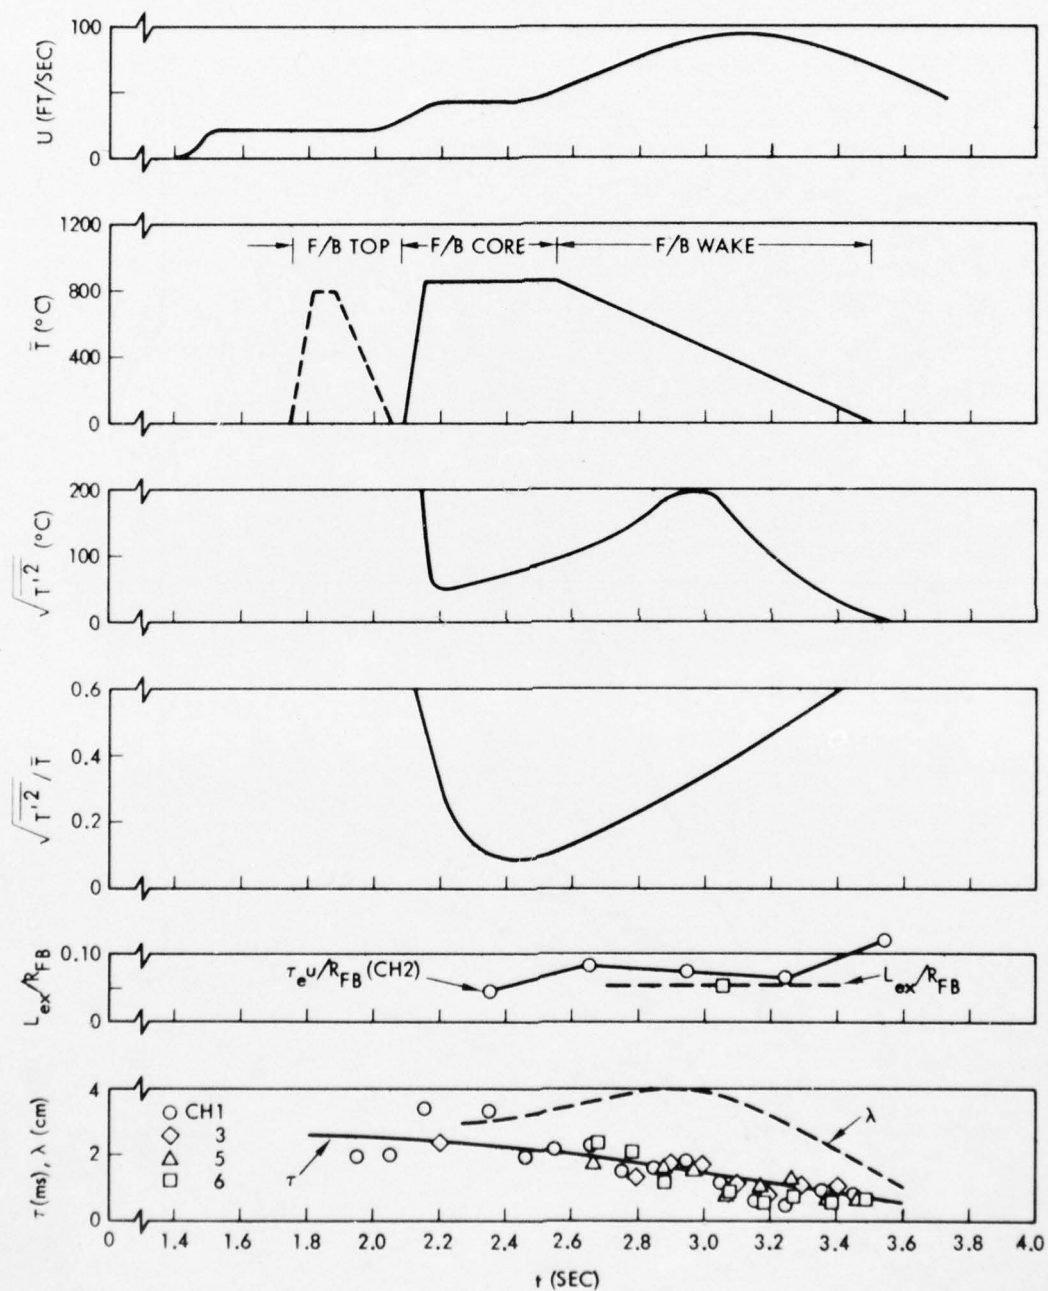 100
0
U (FT/SEC)
1200
800
400
0
T̅ (°C)
F/B TOP
F/B CORE
F/B WAKE
200
100
0
√T'² (°C)
0.6
0.4
0.2
0
√T'² / T̅
0.10
0
L_ex/R_FB
τ_e u/R_FB (CH2)
L_ex/R_FB
4
2
0
τ (ms), λ (cm)
○ CH1
◇ 3
△ 5
□ 6
τ
λ
0 1.4 1.6 1.8 2.0 2.2 2.4 2.6 2.8 3.0 3.2 3.4 3.6 3.8 4.0
t (SEC)